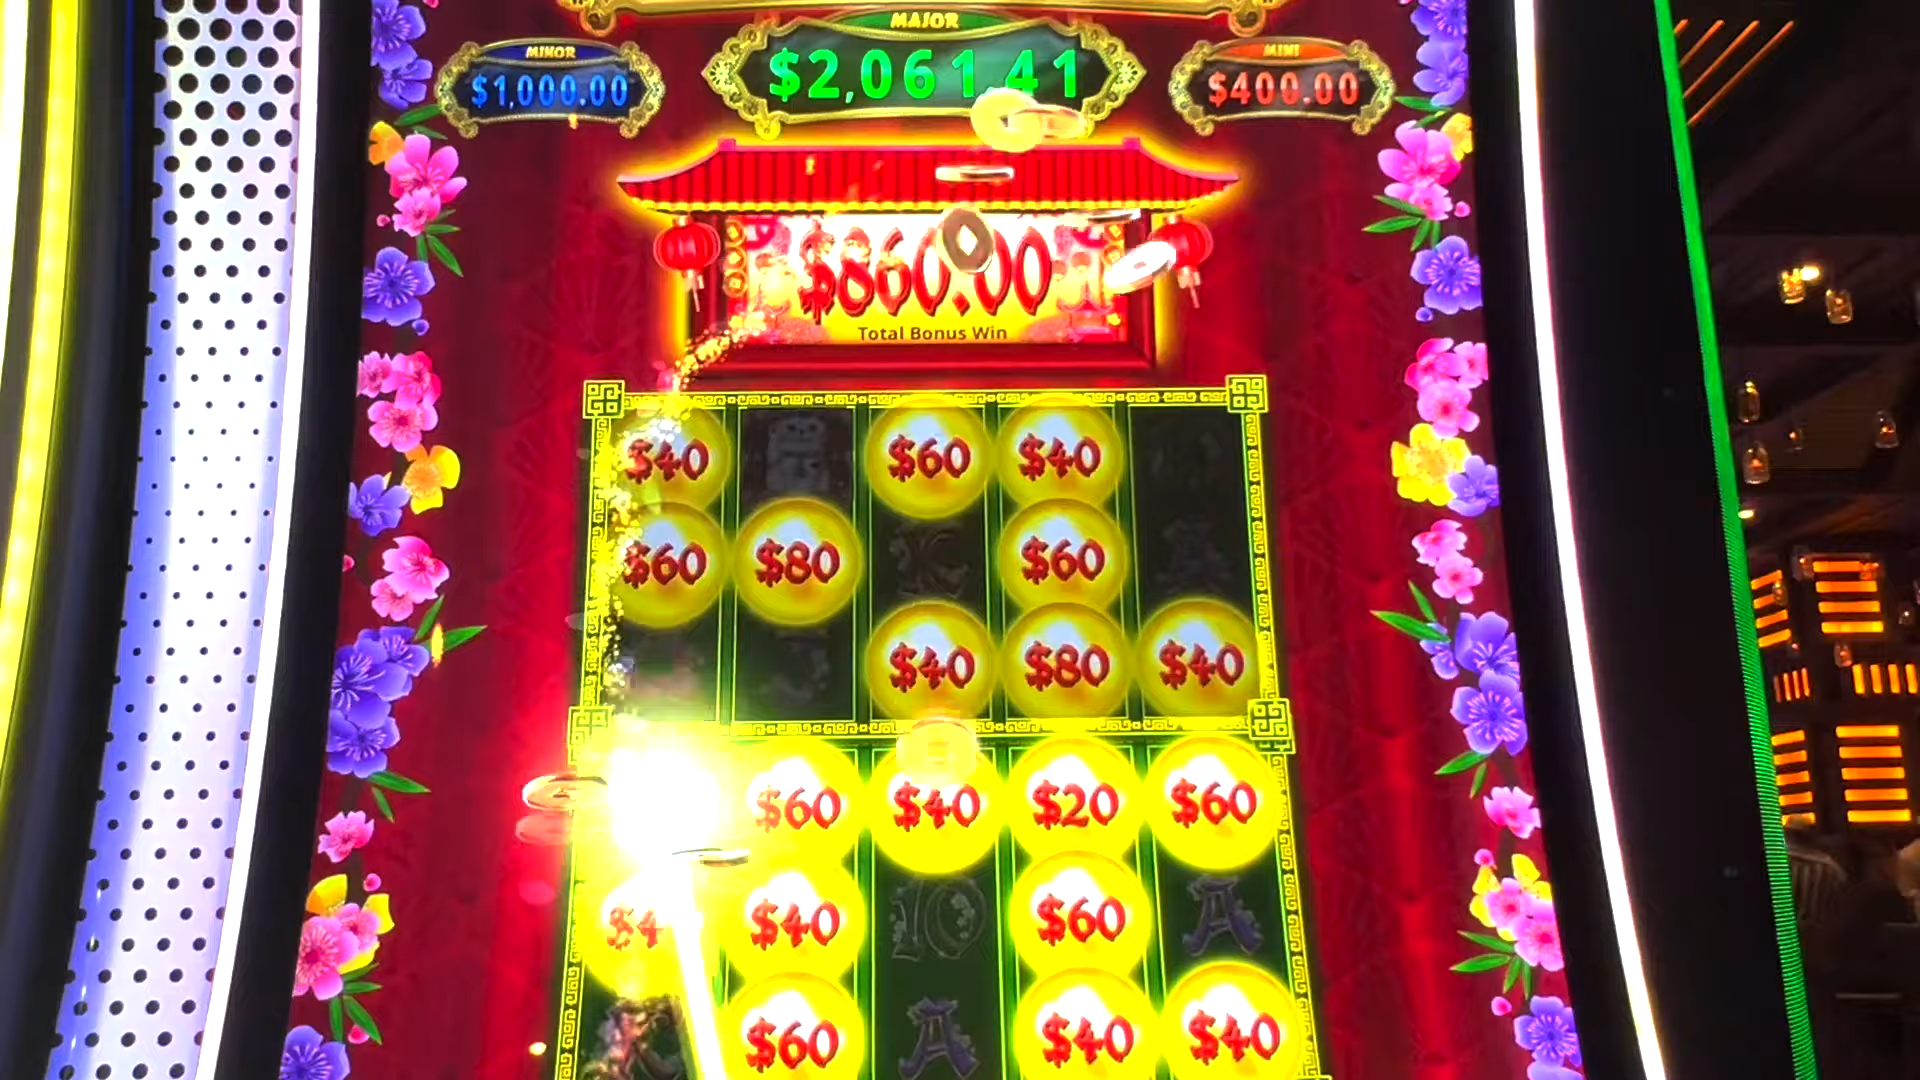 MAJOR
MINOR
MINI
$2,061.41
$1,000.00
$400.00
$860.00
Total Bonus Win
$40 $60 $40
$60 $80 $60
K A
$40 $80 $40
$60 $40 $20 $60
$40 10 $60 A
$60 A $40 $40